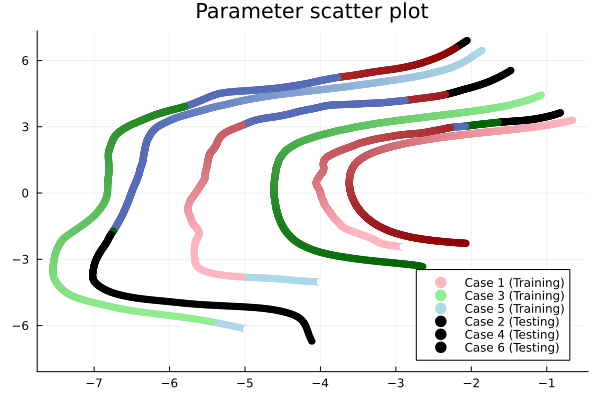 Parameter scatter plot
6
3
0
−3
−6
Case 1 (Training)
Case 3 (Training)
Case 5 (Training)
Case 2 (Testing)
Case 4 (Testing)
Case 6 (Testing)
−7 −6 −5 −4 −3 −2 −1